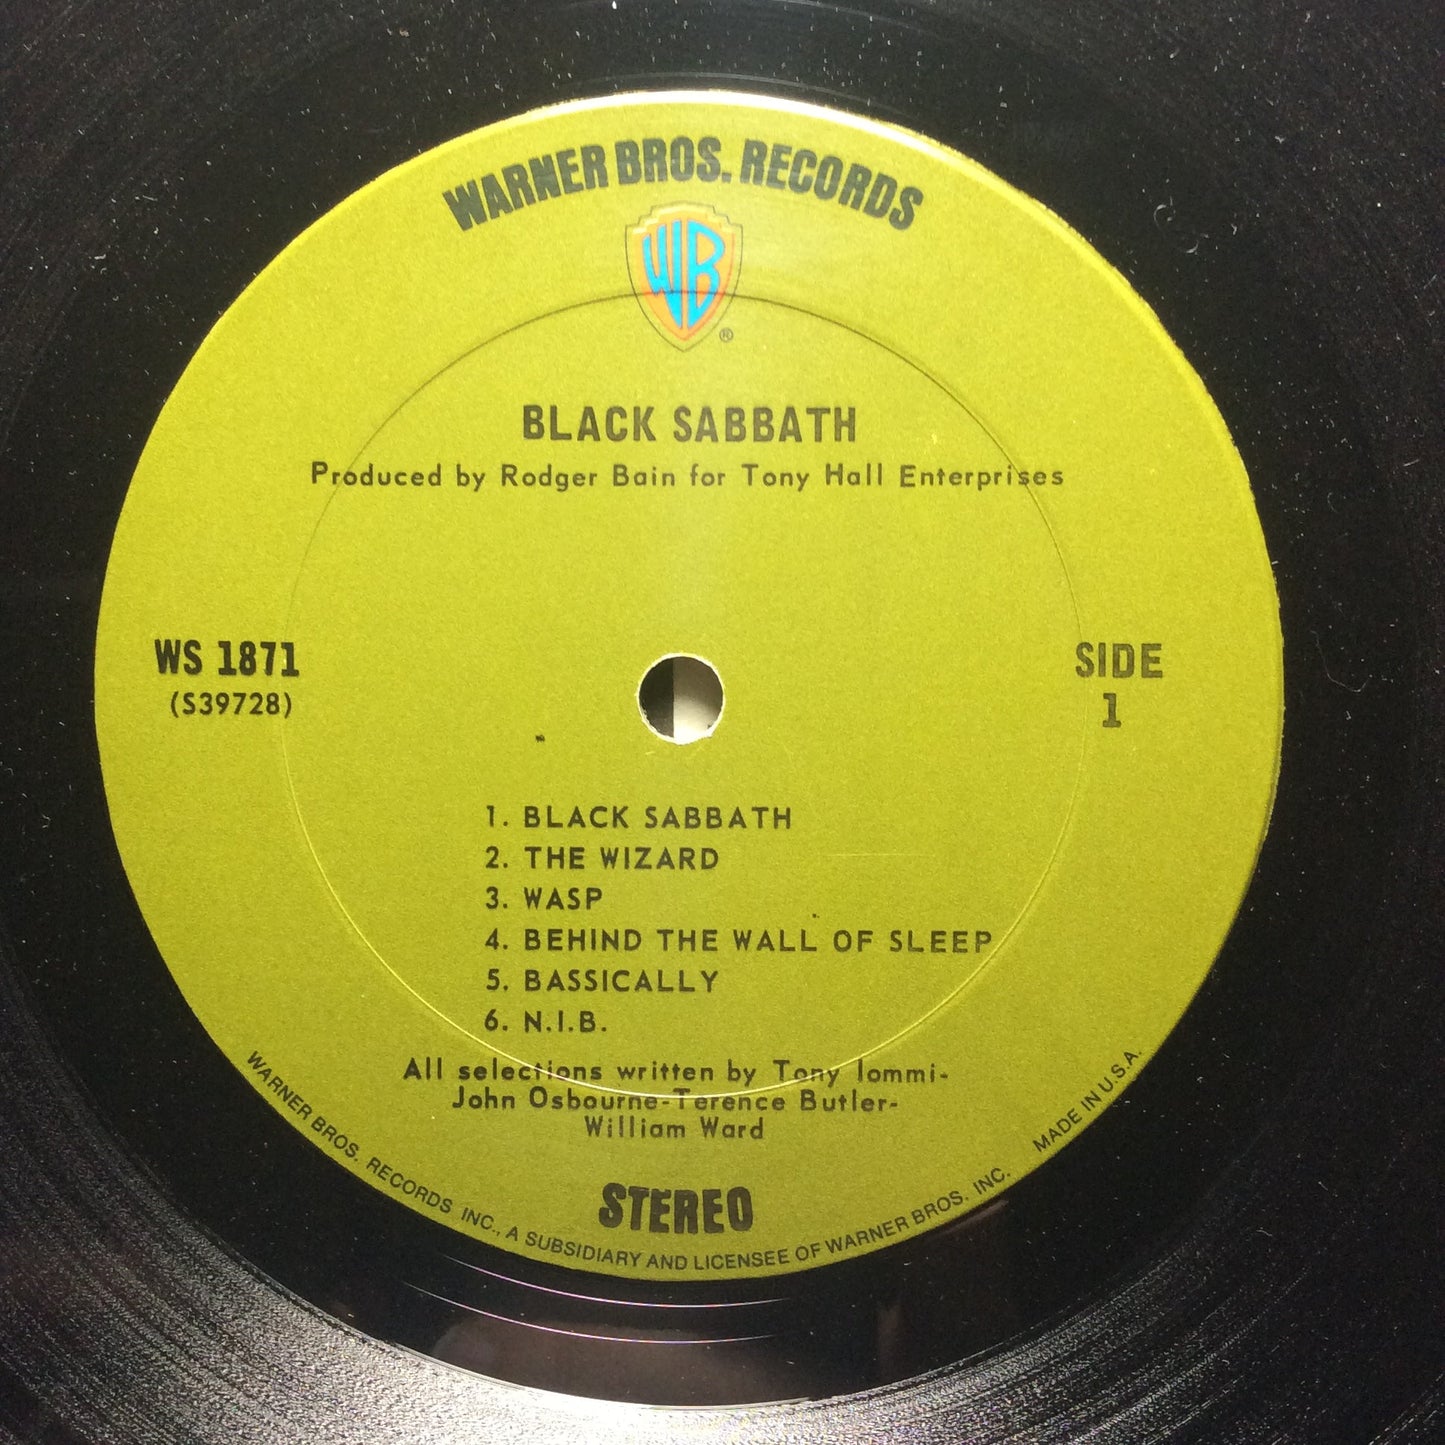 WARNER BROS. RECORDS
WB
®
BLACK SABBATH
Produced by Rodger Bain for Tony Hall Enterprises
WS 1871
(S39728)
SIDE
1
1. BLACK SABBATH
2. THE WIZARD
3. WASP
4. BEHIND THE WALL OF SLEEP
5. BASSICALLY
6. N.I.B.
All selections written by Tony Iommi-
John Osbourne-Terence Butler-
William Ward
STEREO
WARNER BROS. RECORDS INC., A SUBSIDIARY AND LICENSEE OF WARNER BROS. INC. MADE IN U.S.A.